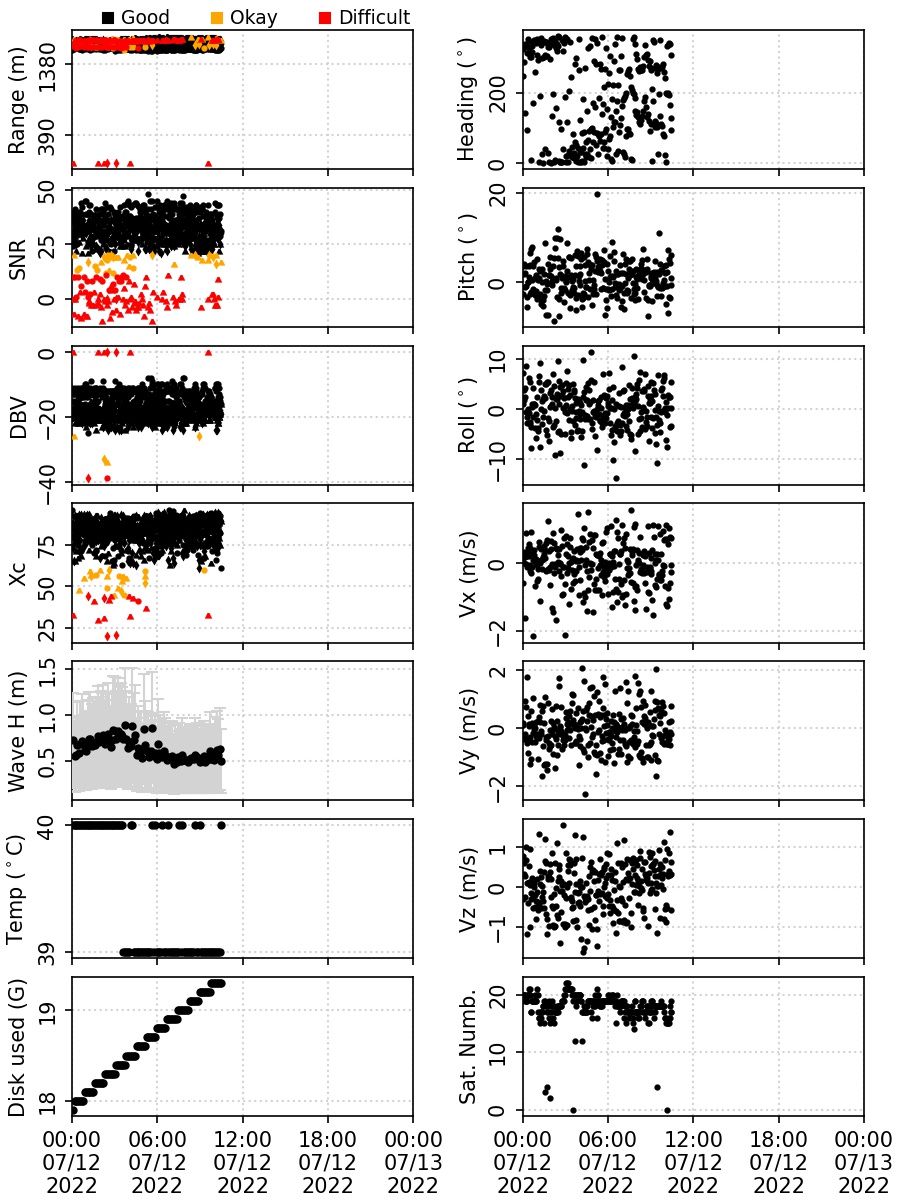 Good Okay Difficult
Range (m)
1380
390
Heading (°)
200
0
SNR
50
25
0
Pitch (°)
20
0
DBV
0
−20
−40
Roll (°)
10
0
−10
Xc
75
50
25
Vx (m/s)
0
−2
Wave H (m)
1.5
1.0
0.5
Vy (m/s)
2
0
−2
Temp (°C)
40
39
Vz (m/s)
1
0
−1
Disk used (G)
19
18
Sat. Numb.
20
10
0
00:00 06:00 12:00 18:00 00:00
07/12 07/12 07/12 07/12 07/13
2022 2022 2022 2022 2022
00:00 06:00 12:00 18:00 00:00
07/12 07/12 07/12 07/12 07/13
2022 2022 2022 2022 2022